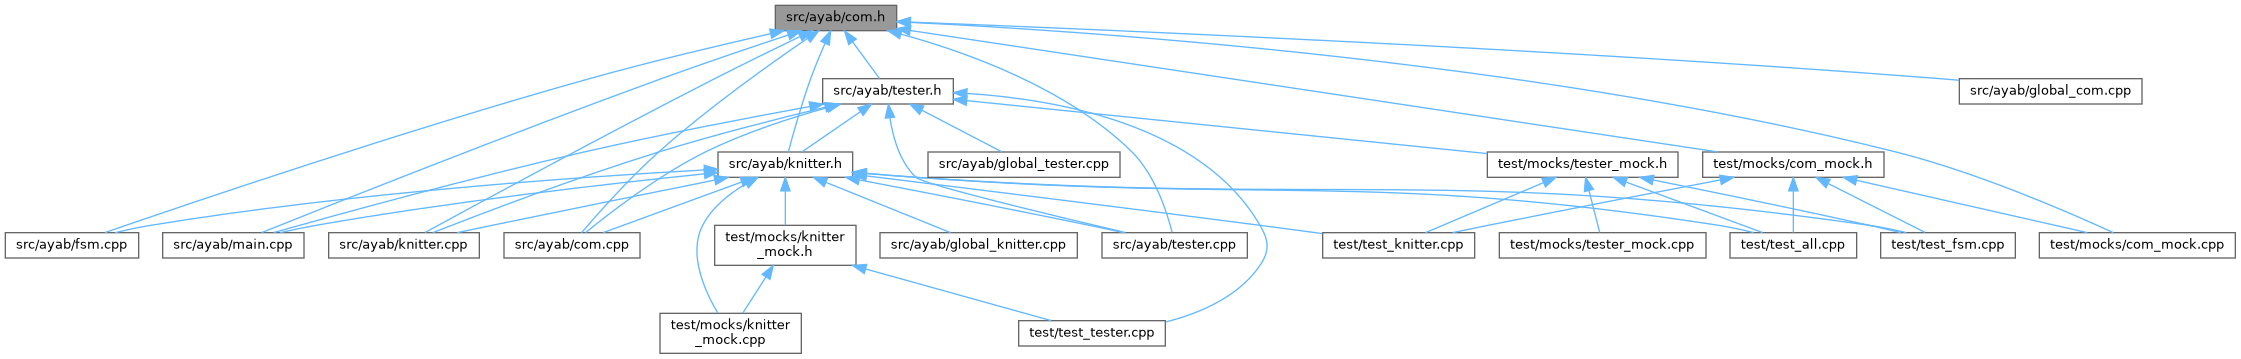 src/ayab/com.h
src/ayab/tester.h
src/ayab/global_com.cpp
src/ayab/knitter.h
src/ayab/global_tester.cpp
test/mocks/tester_mock.h
test/mocks/com_mock.h
src/ayab/fsm.cpp
src/ayab/main.cpp
src/ayab/knitter.cpp
src/ayab/com.cpp
test/mocks/knitter
_mock.h
src/ayab/global_knitter.cpp
src/ayab/tester.cpp
test/test_knitter.cpp
test/mocks/tester_mock.cpp
test/test_all.cpp
test/test_fsm.cpp
test/mocks/com_mock.cpp
test/mocks/knitter
_mock.cpp
test/test_tester.cpp